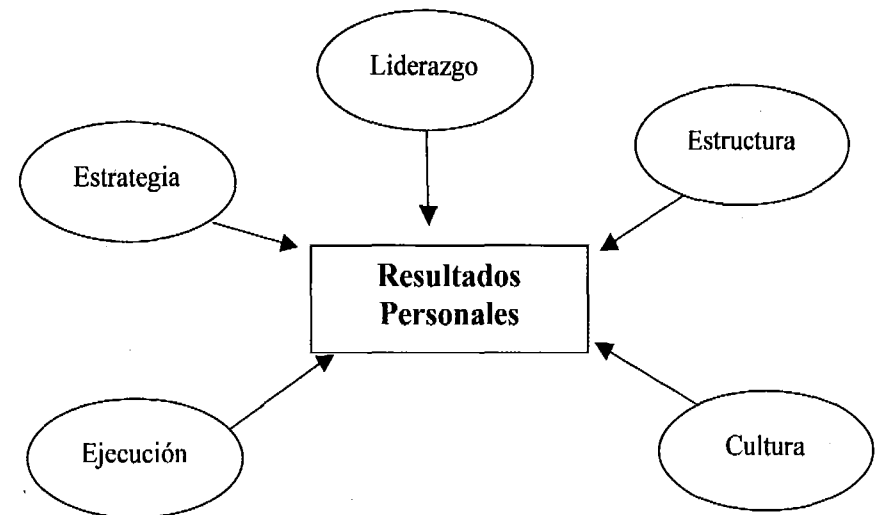 Liderazgo
Estructura
Estrategia
Resultados
Personales
Ejecución
Cultura